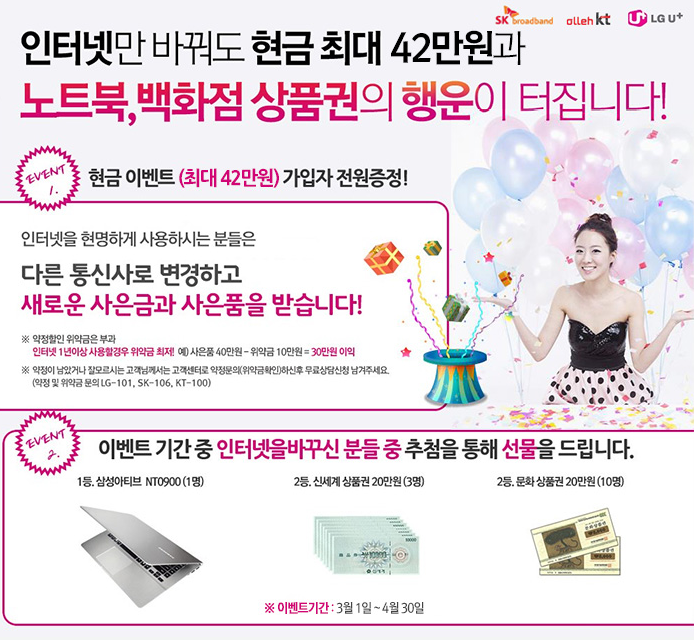 SK broadband olleh kt U+ LG U+
인터넷만 바꿔도 현금 최대 42만원과
노트북,백화점 상품권의 행운이 터집니다!
EVENT 1.
현금 이벤트 (최대 42만원) 가입자 전원증정!
인터넷을 현명하게 사용하시는 분들은
다른 통신사로 변경하고
새로운 사은금과 사은품을 받습니다!
※ 약정할인 위약금은 부과
인터넷 1년이상 사용할경우 위약금 최저! 예) 사은품 40만원 - 위약금 10만원 = 30만원 이익
※ 약정이 남았거나 잘모르시는 고객님께서는 고객센터로 약정문의(위약금확인)하신후 무료상담신청 남겨주세요.
(약정 및 위약금 문의 LG-101, SK-106, KT-100)
EVENT 2.
이벤트 기간 중 인터넷을바꾸신 분들 중 추첨을 통해 선물을 드립니다.
1등. 삼성아티브 NT0900 (1명)
2등. 신세계 상품권 20만원 (3명)
2등. 문화 상품권 20만원 (10명)
※ 이벤트기간 : 3월 1일 ~ 4월 30일